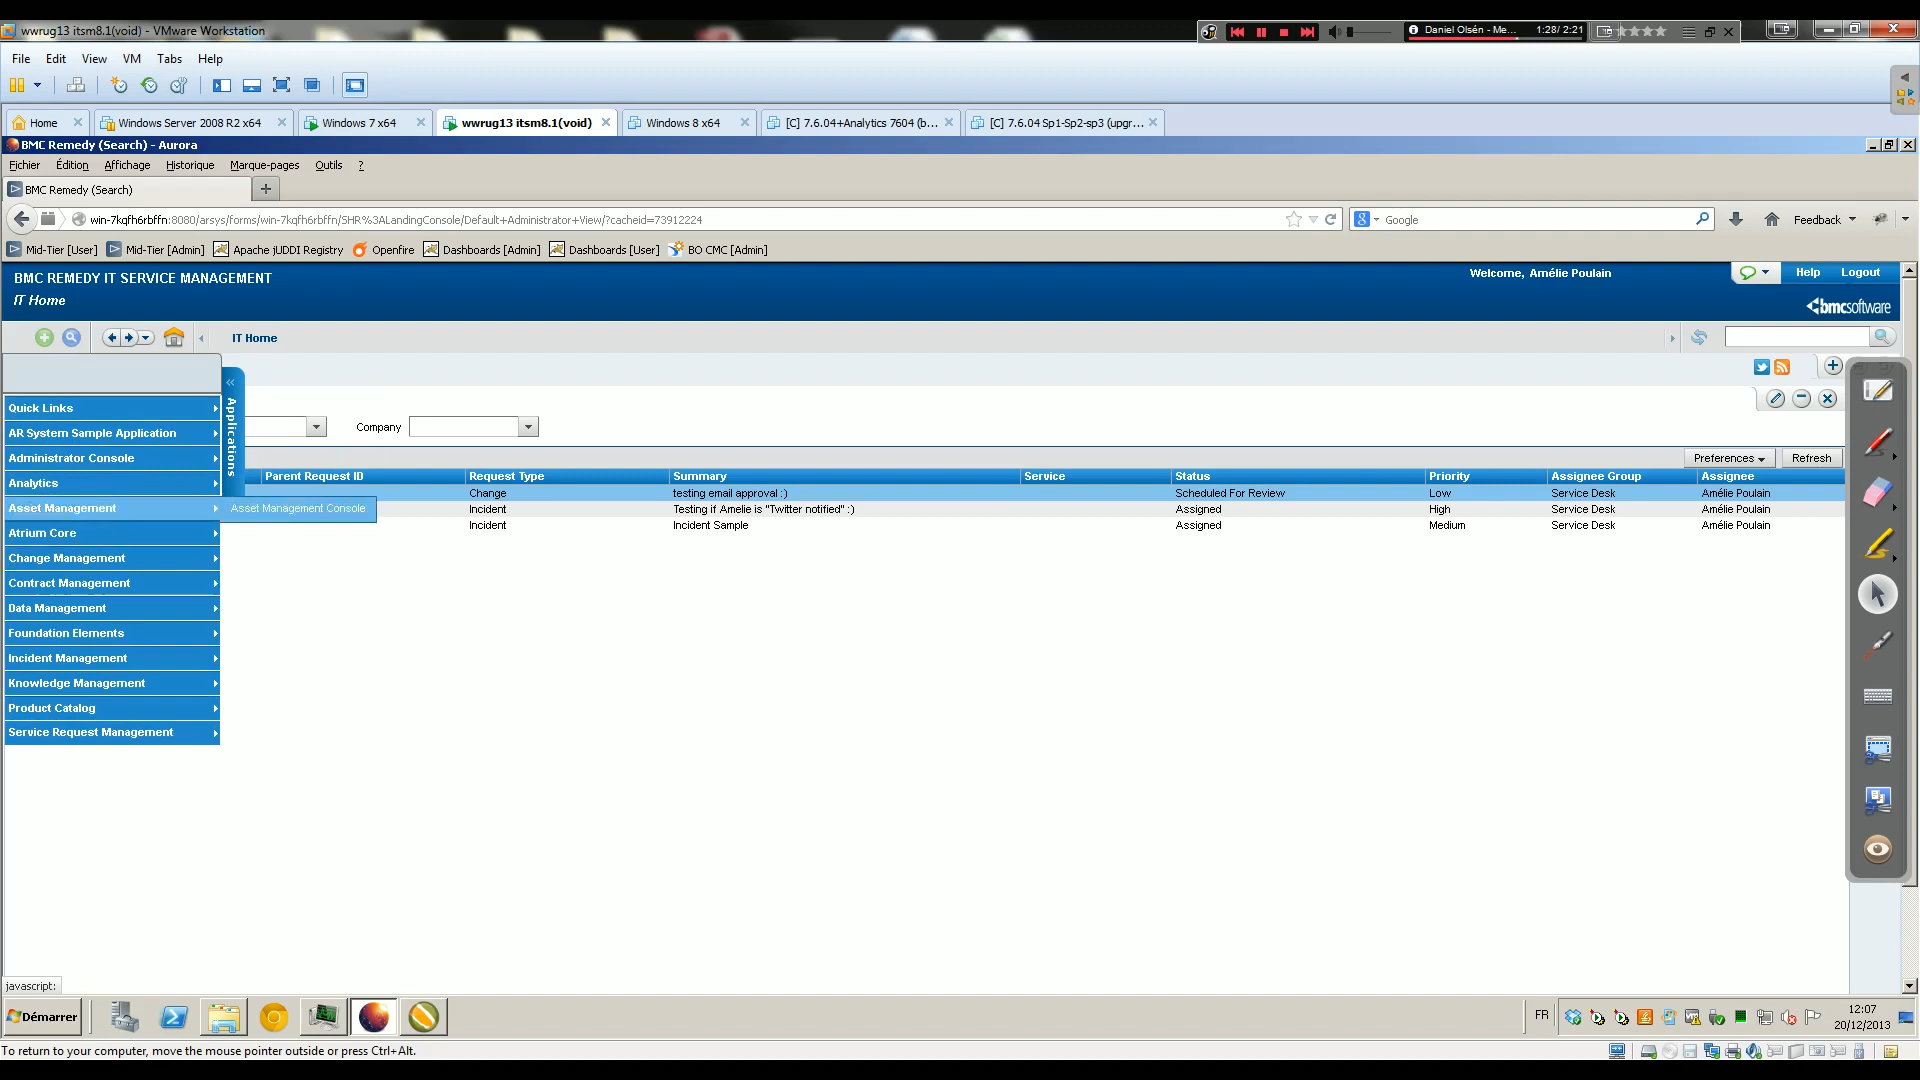 wwrug13 itsm8.1(void) - VMware Workstation
Daniel Olsén - Me... 1:28/ 2:21
File Edit View VM Tabs Help
Home
Windows Server 2008 R2 x64
Windows 7 x64
wwrug13 itsm8.1(void)
Windows 8 x64
[C] 7.6.04+Analytics 7604 (b...
[C] 7.6.04 Sp1-Sp2-sp3 (upgr...
BMC Remedy (Search) - Aurora
Fichier Édition Affichage Historique Marque-pages Outils ?
BMC Remedy (Search)
win-7kqfh6rbffn:8080/arsys/forms/win-7kqfh6rbffn/SHR%3ALandingConsole/Default+Administrator+View/?cacheid=73912224
Google
Feedback
Mid-Tier [User] Mid-Tier [Admin] Apache jUDDI Registry Openfire Dashboards [Admin] Dashboards [User] BO CMC [Admin]
BMC REMEDY IT SERVICE MANAGEMENT
Welcome, Amélie Poulain
Help Logout
IT Home
bmcsoftware
IT Home
Applications
Company
Quick Links
AR System Sample Application
Administrator Console
Analytics
Asset Management
Asset Management Console
Atrium Core
Change Management
Contract Management
Data Management
Foundation Elements
Incident Management
Knowledge Management
Product Catalog
Service Request Management
Preferences Refresh
Parent Request ID Request Type Summary Service Status Priority Assignee Group Assignee
Change testing email approval :) Scheduled For Review Low Service Desk Amélie Poulain
Incident Testing if Amelie is "Twitter notified" :) Assigned High Service Desk Amélie Poulain
Incident Incident Sample Assigned Medium Service Desk Amélie Poulain
javascript:
Démarrer
FR
12:07
20/12/2013
To return to your computer, move the mouse pointer outside or press Ctrl+Alt.